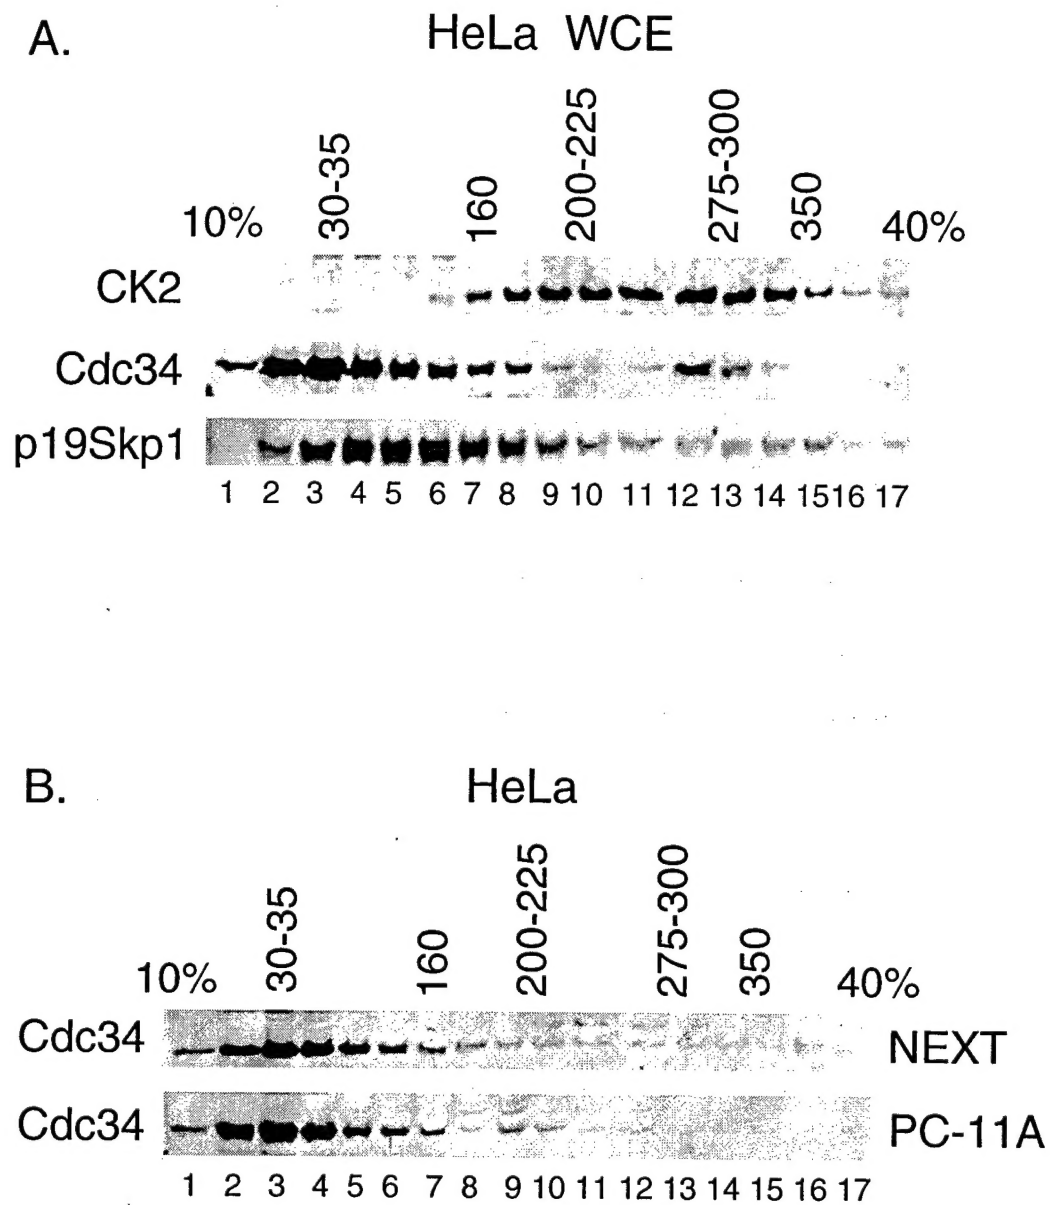 A.
HeLa WCE
10% 30-35 160 200-225 275-300 350 40%
CK2
Cdc34
p19Skp1
1 2 3 4 5 6 7 8 9 10 11 12 13 14 15 16 17
B.
HeLa
10% 30-35 160 200-225 275-300 350 40%
Cdc34 NEXT
Cdc34 PC-11A
1 2 3 4 5 6 7 8 9 10 11 12 13 14 15 16 17